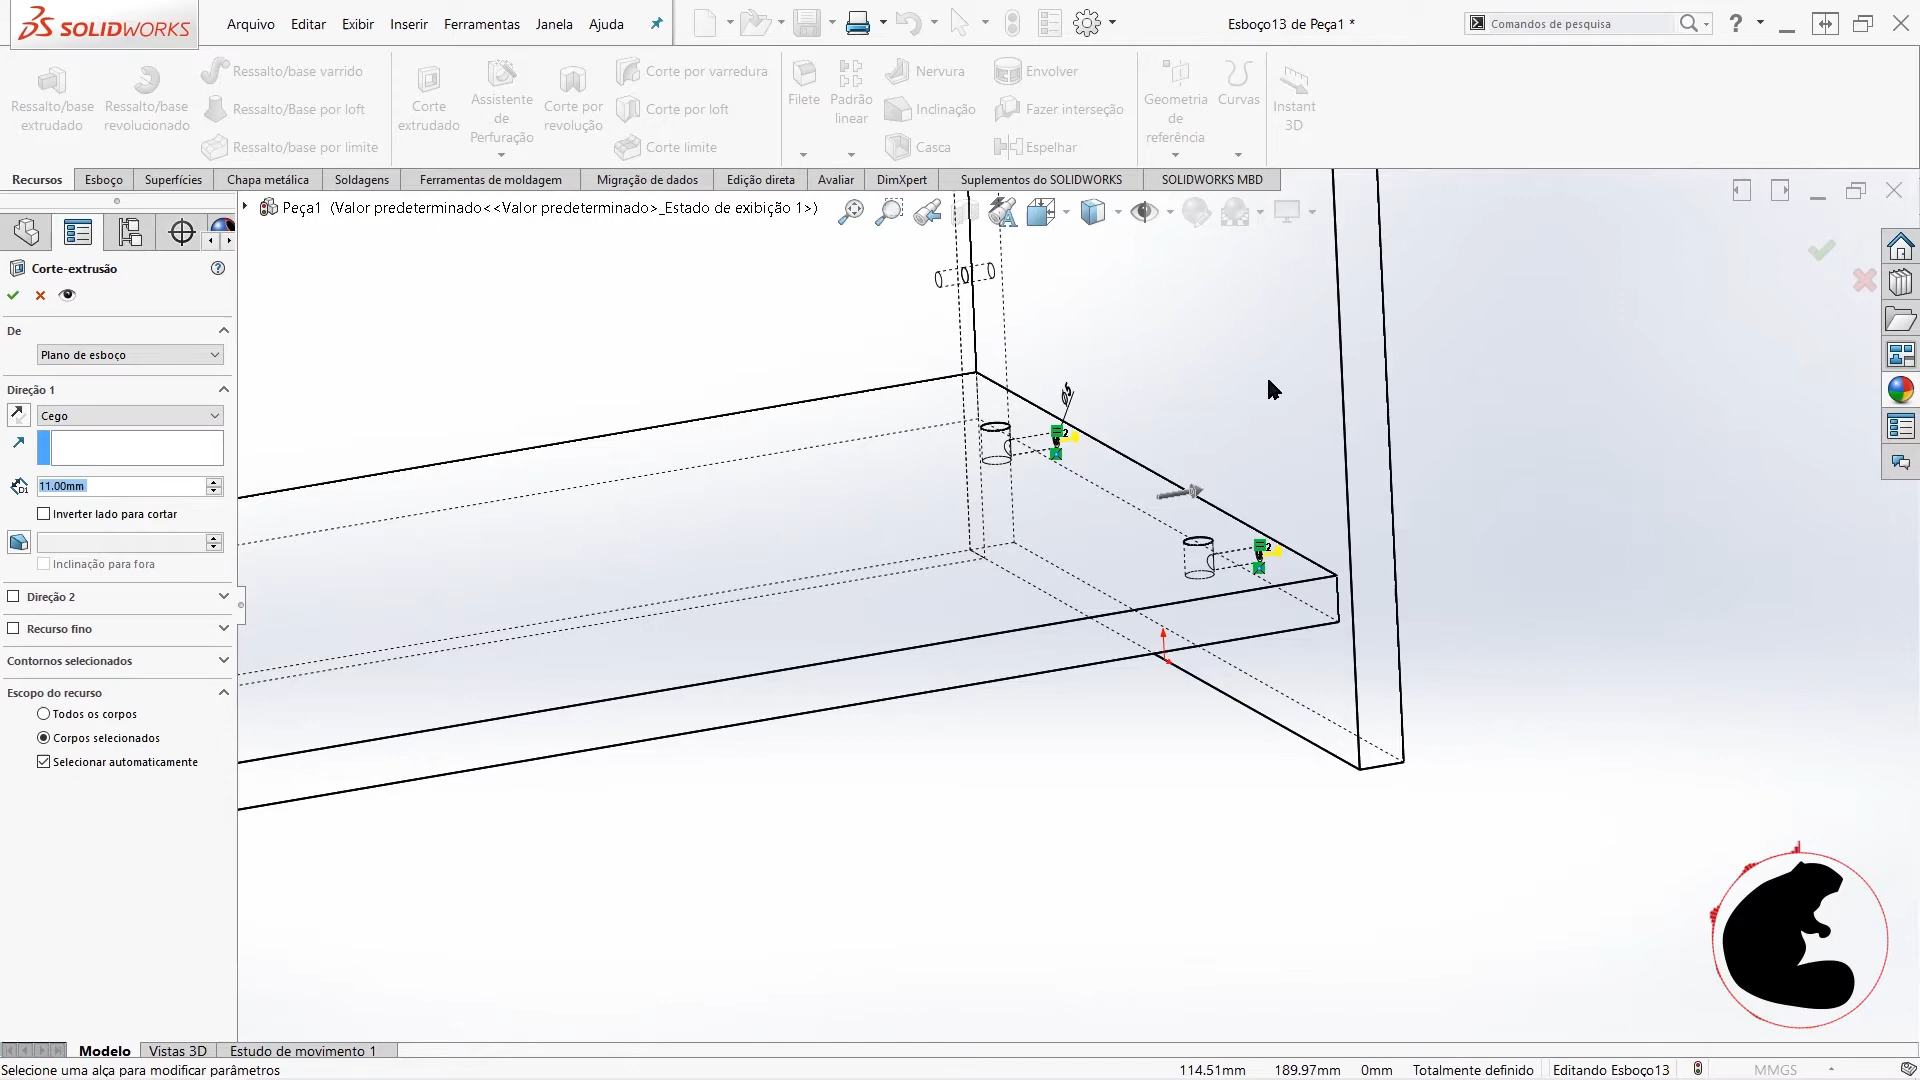 SOLIDWORKS
Arquivo Editar Exibir Inserir Ferramentas Janela Ajuda
Esboço13 de Peça1 *
Comandos de pesquisa
?
Ressalto/base extrudado
Ressalto/base revolucionado
Ressalto/base varrido
Ressalto/Base por loft
Ressalto/base por limite
Corte extrudado
Assistente de Perfuração
Corte por revolução
Corte por varredura
Corte por loft
Corte limite
Filete
Padrão linear
Nervura
Inclinação
Casca
Envolver
Fazer interseção
Espelhar
Geometria de referência
Curvas
Instant 3D
Recursos Esboço Superfícies Chapa metálica Soldagens Ferramentas de moldagem Migração de dados Edição direta Avaliar DimXpert Suplementos do SOLIDWORKS SOLIDWORKS MBD
Peça1 (Valor predeterminado<<Valor predeterminado>_Estado de exibição 1>)
Corte-extrusão
De
Plano de esboço
Direção 1
Cego
D1
11.00mm
Inverter lado para cortar
Inclinação para fora
Direção 2
Recurso fino
Contornos selecionados
Escopo do recurso
Todos os corpos
Corpos selecionados
Selecionar automaticamente
2
2
Modelo Vistas 3D Estudo de movimento 1
Selecione uma alça para modificar parâmetros
114.51mm 189.97mm 0mm Totalmente definido Editando Esboço13 MMGS